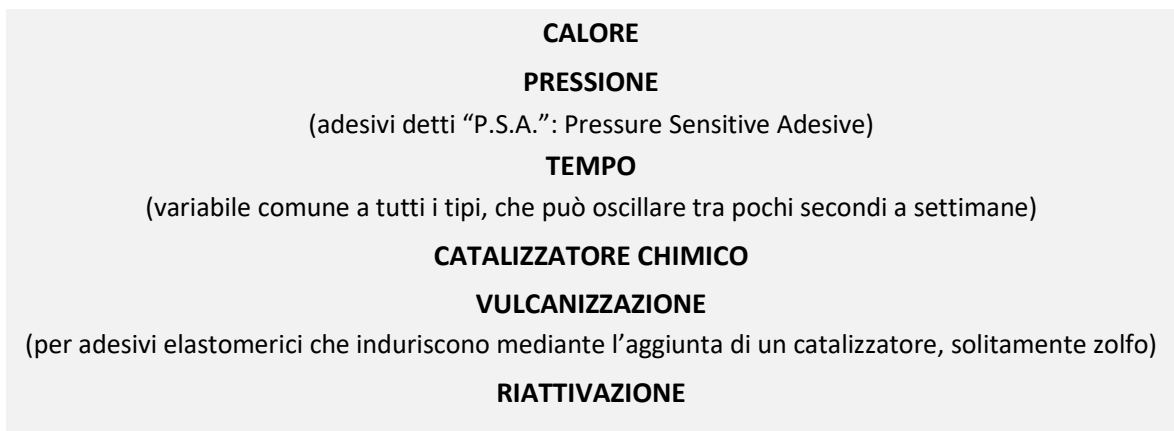 CALORE
PRESSIONE
(adesivi detti “P.S.A.”: Pressure Sensitive Adesive)
TEMPO
(variabile comune a tutti i tipi, che può oscillare tra pochi secondi a settimane)
CATALIZZATORE CHIMICO
VULCANIZZAZIONE
(per adesivi elastomerici che induriscono mediante l’aggiunta di un catalizzatore, solitamente zolfo)
RIATTIVAZIONE